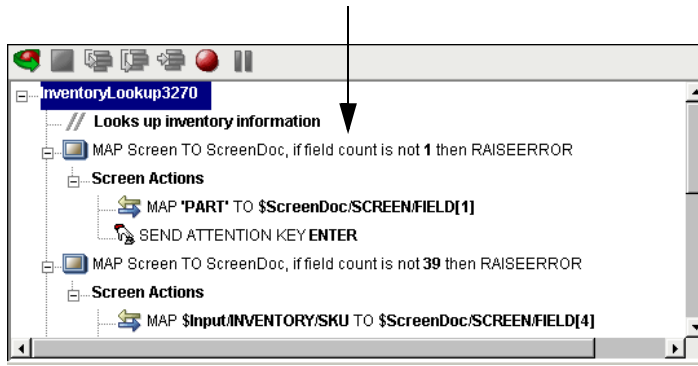 InventoryLookup3270
// Looks up inventory information
MAP Screen TO ScreenDoc, if field count is not 1 then RAISEERROR
Screen Actions
MAP 'PART' TO $ScreenDoc/SCREEN/FIELD[1]
SEND ATTENTION KEY ENTER
MAP Screen TO ScreenDoc, if field count is not 39 then RAISEERROR
Screen Actions
MAP $Input/INVENTORY/SKU TO $ScreenDoc/SCREEN/FIELD[4]